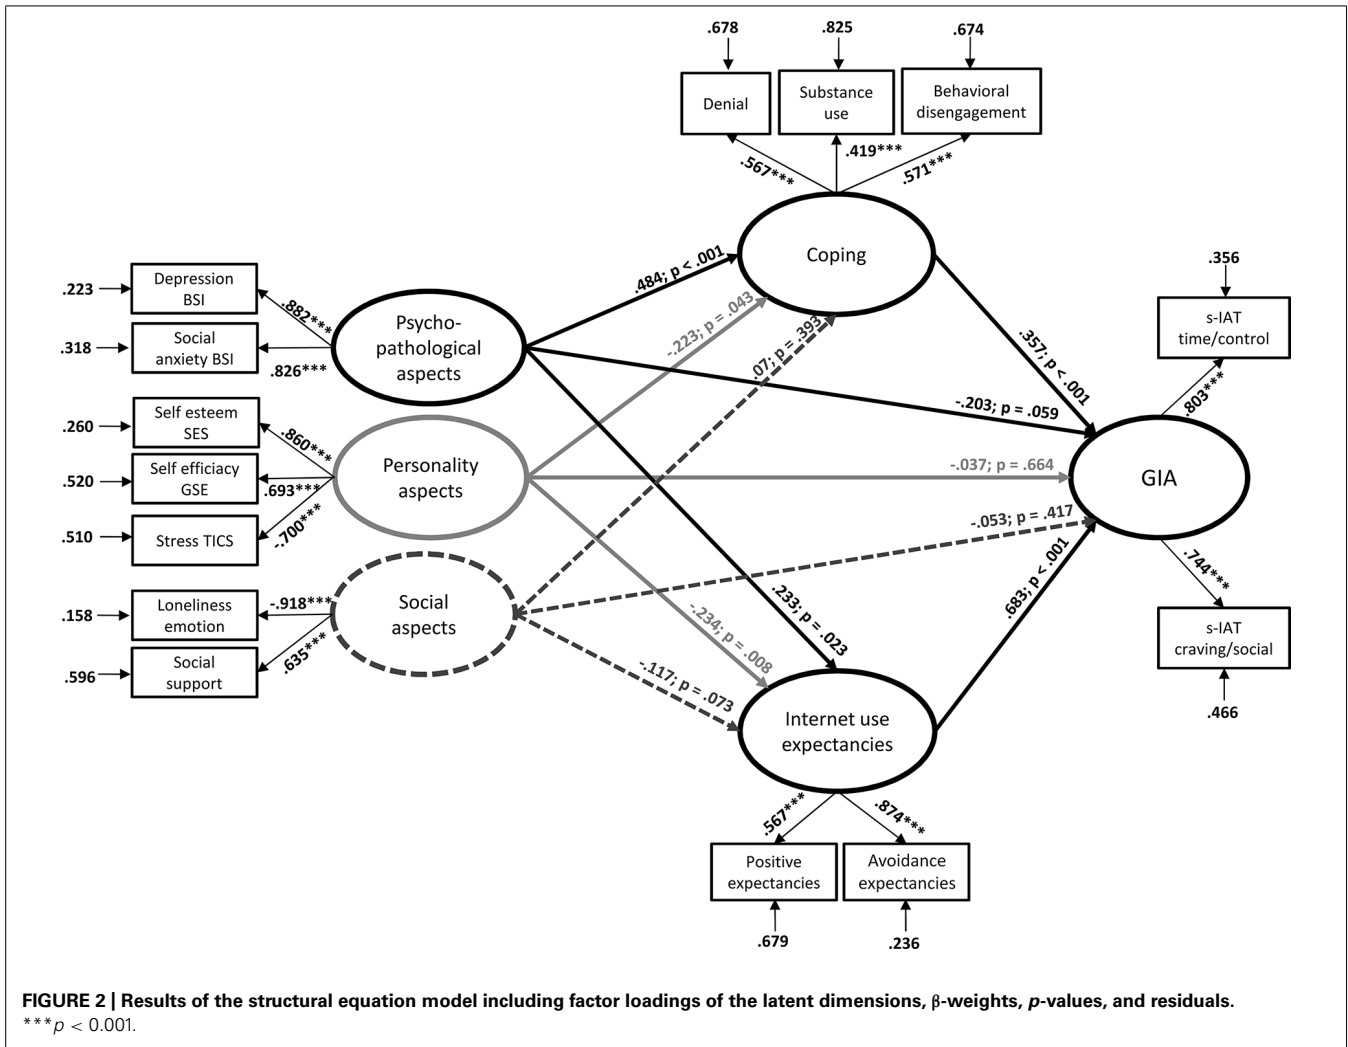 .678
.825
.674
Denial
Substance
use
Behavioral
disengagement
.567***
.419***
.571***
Coping
.484; p < .001
-.223; p = .043
.07; p = .393
.223
Depression
BSI
.882***
.318
Social
anxiety BSI
.826***
Psycho-
pathological
aspects
.260
Self esteem
SES
.860***
.520
Self efficiacy
GSE
.693***
.510
Stress TICS
-.700***
Personality
aspects
.158
Loneliness
emotion
-.918***
.596
Social
support
.635***
Social
aspects
.357; p < .001
-.203; p = .059
-.037; p = .664
-.053; p = .417
.683; p < .001
.233; p = .023
-.234; p = .008
-.117; p = .073
.356
s-IAT
time/control
.803***
GIA
.744***
s-IAT
craving/social
.466
Internet use
expectancies
.567***
.874***
Positive
expectancies
Avoidance
expectancies
.679
.236
FIGURE 2 | Results of the structural equation model including factor loadings of the latent dimensions, β-weights, p-values, and residuals.
***p < 0.001.